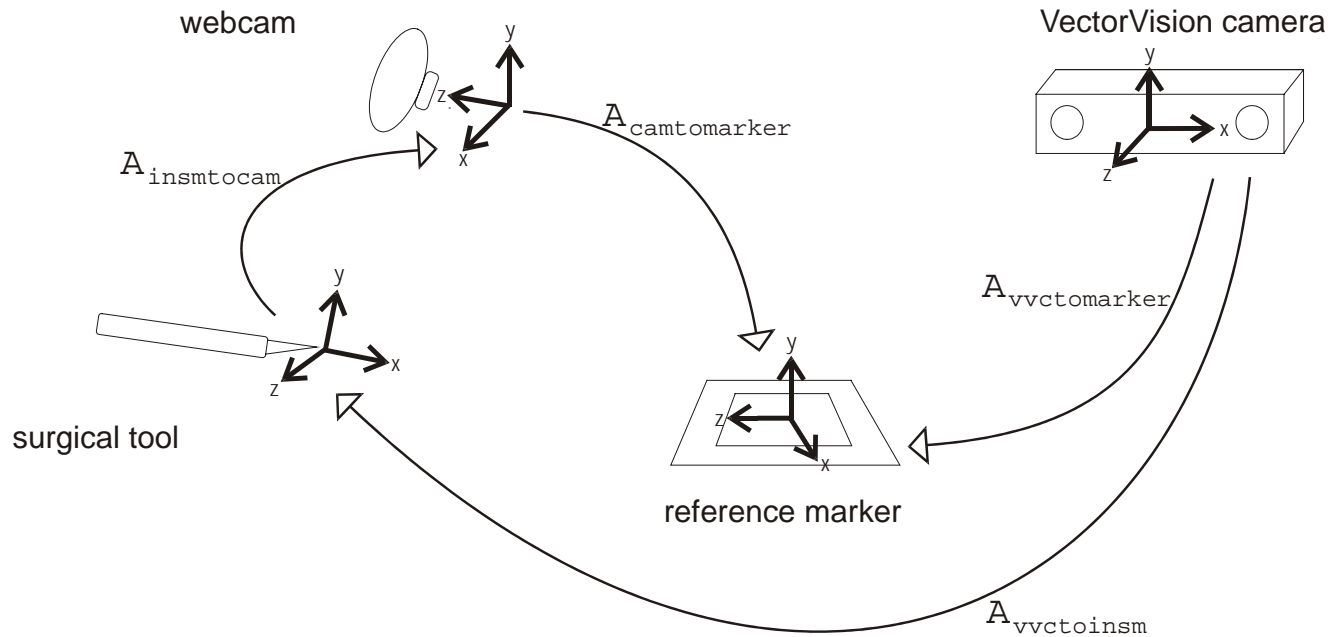 webcam
VectorVision camera
y
z
x
A camtomarker
y
x
z
A insmtocam
y
x
z
A vvctomarker
surgical tool
y
z
x
reference marker
A vvctoinsm